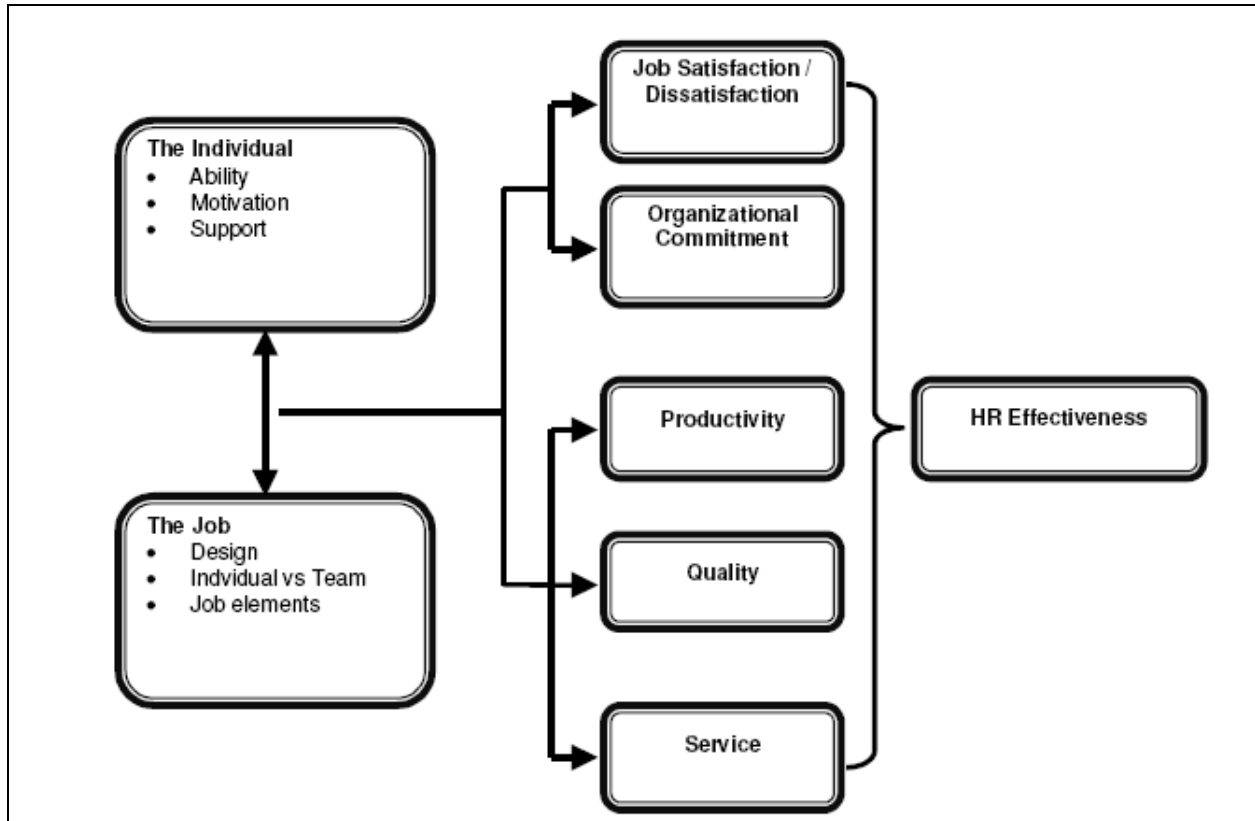 The Individual
• Ability
• Motivation
• Support
The Job
• Design
• Indvidual vs Team
• Job elements
Job Satisfaction /
Dissatisfaction
Organizational
Commitment
Productivity
Quality
Service
HR Effectiveness